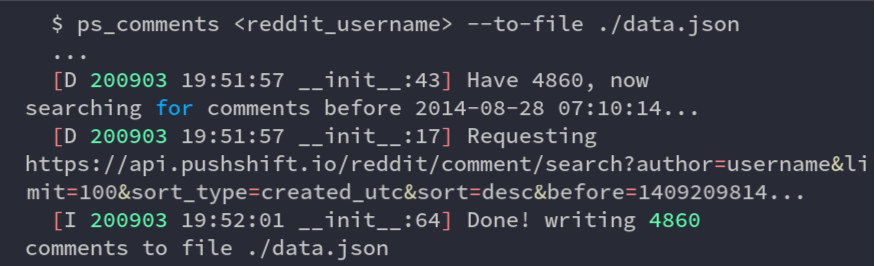 $ ps_comments <reddit_username> --to-file ./data.json
...
[D 200903 19:51:57 __init__:43] Have 4860, now
searching for comments before 2014-08-28 07:10:14...
[D 200903 19:51:57 __init__:17] Requesting
https://api.pushshift.io/reddit/comment/search?author=username&li
mit=100&sort_type=created_utc&sort=desc&before=1409209814...
[I 200903 19:52:01 __init__:64] Done! writing 4860
comments to file ./data.json